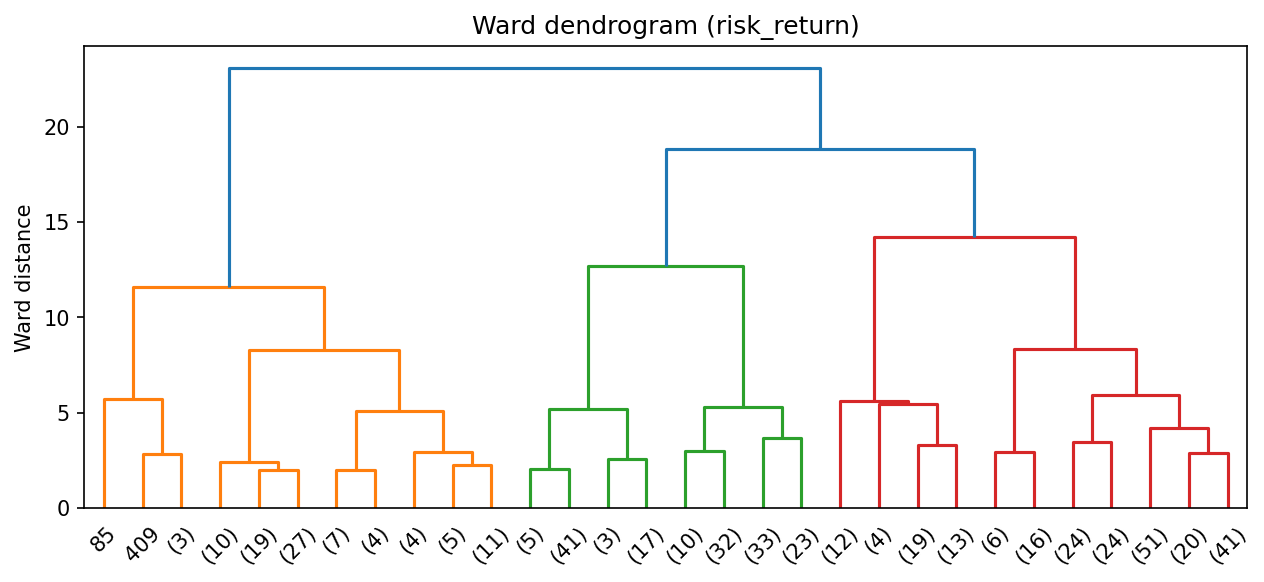 Ward dendrogram (risk_return)
Ward distance
20
15
10
5
0
85 409 (3) (10) (19) (27) (7) (4) (4) (5) (11) (5) (41) (3) (17) (10) (32) (33) (23) (12) (4) (19) (13) (6) (16) (24) (24) (51) (20) (41)